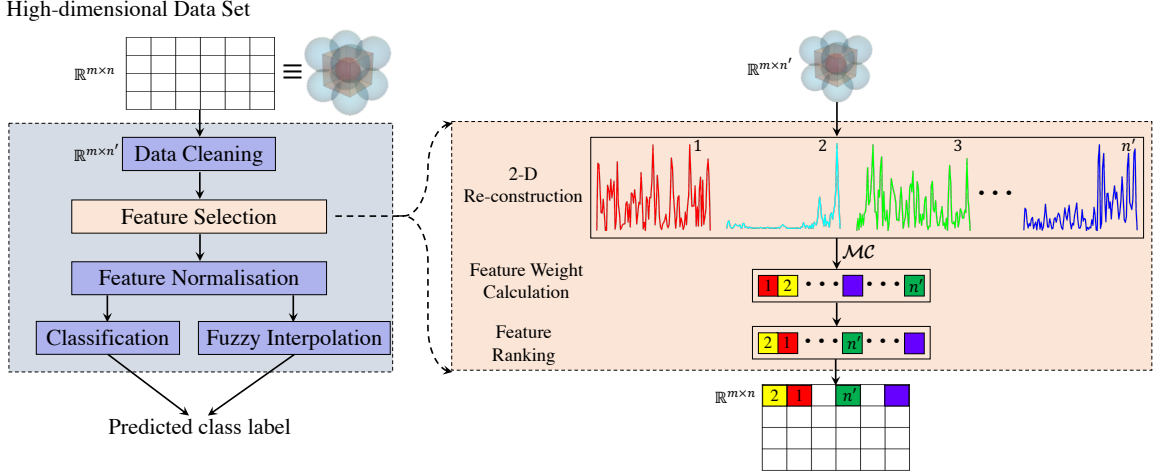 High-dimensional Data Set
ℝ^{m×n}
≡
ℝ^{m×n′}
Data Cleaning
Feature Selection
Feature Normalisation
Classification
Fuzzy Interpolation
Predicted class label
ℝ^{m×n′}
2-D
Re-construction
1
2
3
n′
• • •
ℳ𝒞
Feature Weight
Calculation
1 2 • • • • • • n′
Feature
Ranking
2 1 • • • n′ • • •
ℝ^{m×n}
2 1 n′